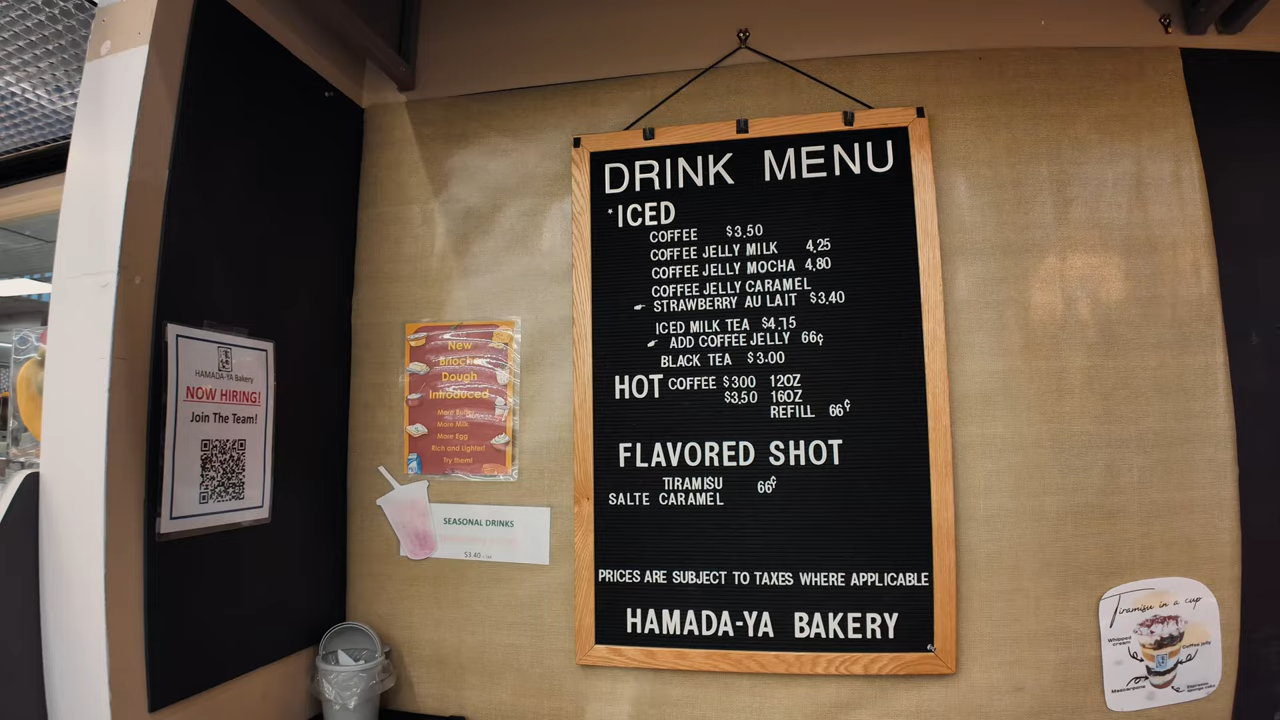 HAMADA-YA Bakery
NOW HIRING!
Join The Team!
New
Brioche
Dough
Introduced
More Butter
More Milk
More Egg
Rich and Lighter!
Try them!
SEASONAL DRINKS
$3.40
DRINK MENU
*ICED
COFFEE $3.50
COFFEE JELLY MILK 4.25
COFFEE JELLY MOCHA 4.80
COFFEE JELLY CARAMEL
STRAWBERRY AU LAIT $3.40
ICED MILK TEA $4.75
ADD COFFEE JELLY 66¢
BLACK TEA $3.00
HOT COFFEE $300 12OZ
$3.50 16OZ
REFILL 66¢
FLAVORED SHOT
TIRAMISU 66¢
SALTE CARAMEL
PRICES ARE SUBJECT TO TAXES WHERE APPLICABLE
HAMADA-YA BAKERY
Tiramisu in a cup
Whipped
cream
Coffee jelly
Mascarpone
Espresso
sponge cake